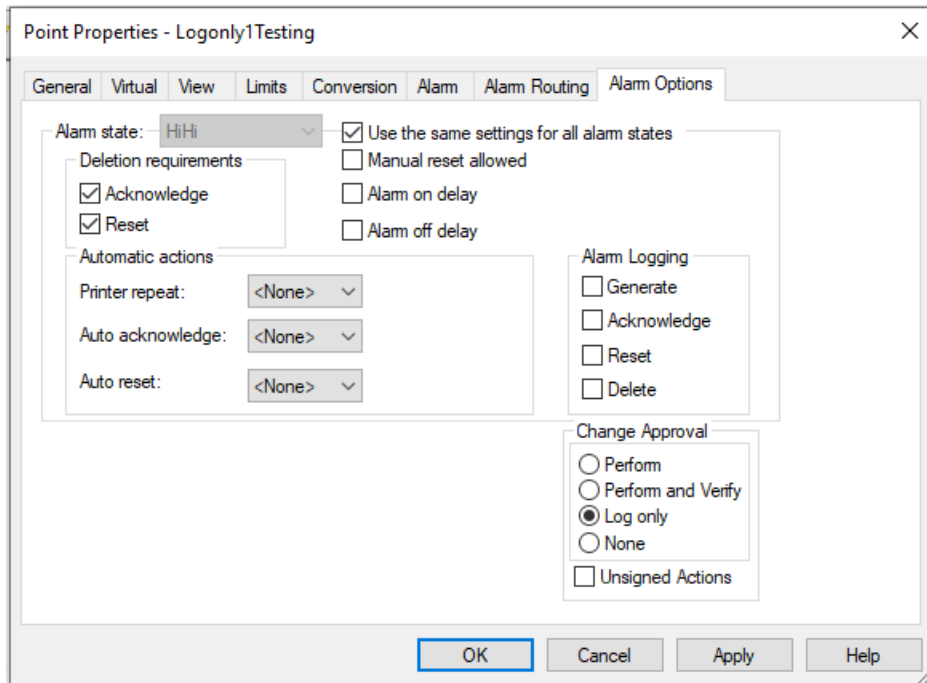 Point Properties - Logonly1Testing
General Virtual View Limits Conversion Alarm Alarm Routing Alarm Options
Alarm state: HiHi Use the same settings for all alarm states
Deletion requirements Manual reset allowed
Acknowledge Alarm on delay
Reset Alarm off delay
Automatic actions Alarm Logging
Printer repeat: <None> Generate
Auto acknowledge: <None> Acknowledge
Auto reset: <None> Reset
Delete
Change Approval
Perform
Perform and Verify
Log only
None
Unsigned Actions
OK Cancel Apply Help